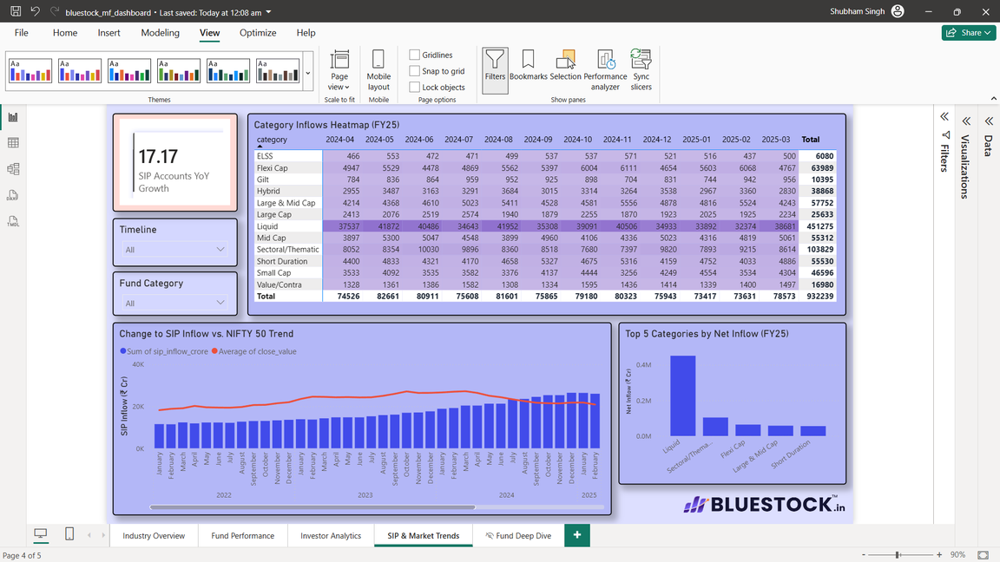 bluestock_mf_dashboard • Last saved: Today at 12:08 am
Shubham Singh
File Home Insert Modeling View Optimize Help
Share
Aa Aa Aa Aa Aa Aa
Page view
Mobile layout
Gridlines
Snap to grid
Lock objects
Filters
Bookmarks
Selection
Performance analyzer
Sync slicers
Themes
Scale to fit
Mobile
Page options
Show panes
17.17
SIP Accounts YoY
Growth
Timeline
All
Fund Category
All
Category Inflows Heatmap (FY25)
category 2024-04 2024-05 2024-06 2024-07 2024-08 2024-09 2024-10 2024-11 2024-12 2025-01 2025-02 2025-03 Total
ELSS 466 553 472 471 499 537 537 571 521 516 437 500 6080
Flexi Cap 4947 5529 4478 4869 5562 5397 6004 6111 4654 5603 6068 4767 63989
Gilt 784 836 864 959 952 925 898 704 831 744 942 956 10395
Hybrid 2955 3487 3163 3291 3684 3015 3314 3264 3538 2967 3360 2830 38868
Large & Mid Cap 4214 4368 4610 5023 5411 4528 4581 5556 4878 4816 5524 4243 57752
Large Cap 2413 2076 2519 2574 1940 1879 2255 1870 1923 2025 1925 2234 25633
Liquid 37537 41872 40486 34643 41952 35308 39091 40506 34933 33892 32374 38681 451275
Mid Cap 3897 5300 5047 4548 3899 4960 4106 4336 5023 4316 4819 5061 55312
Sectoral/Thematic 8052 8354 10030 9896 8360 8518 7680 7397 9820 7893 9215 8614 103829
Short Duration 4400 4833 4321 4170 4658 5327 4675 5316 4159 4752 4033 4886 55530
Small Cap 3533 4092 3535 3582 3376 4137 4444 3256 4249 4554 3534 4304 46596
Value/Contra 1328 1361 1386 1582 1308 1334 1595 1436 1414 1339 1400 1497 16980
Total 74526 82661 80911 75608 81601 75865 79180 80323 75943 73417 73631 78573 932239
Change to SIP Inflow vs. NIFTY 50 Trend
Sum of sip_inflow_crore Average of close_value
SIP Inflow (₹ Cr)
40K
20K
0K
January February March April May June July August September October November December January February March April May June July August September October November December January February March April May June July August September October November December January February
2022 2023 2024 2025
Top 5 Categories by Net Inflow (FY25)
Net Inflow (₹ Cr)
0.4M
0.2M
0.0M
Liquid
Sectoral/Thema...
Flexi Cap
Large & Mid Cap
Short Duration
BLUESTOCK™.in
Filters
Visualizations
Data
DAX
TMDL
Industry Overview Fund Performance Investor Analytics SIP & Market Trends Fund Deep Dive +
Page 4 of 5
- + 90%